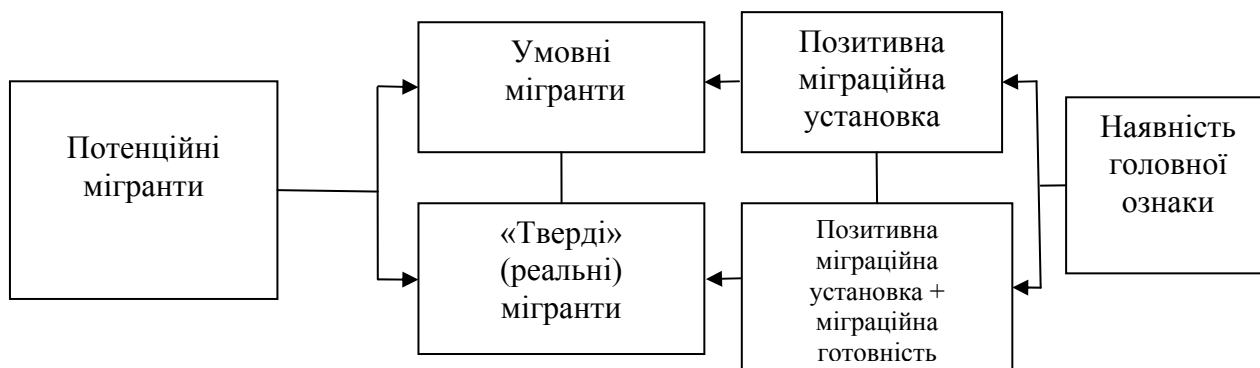 Потенційні
мігранти
Умовні
мігранти
«Тверді»
(реальні)
мігранти
Позитивна
міграційна
установка
Позитивна
міграційна
установка +
міграційна
готовність
Наявність
головної
ознаки